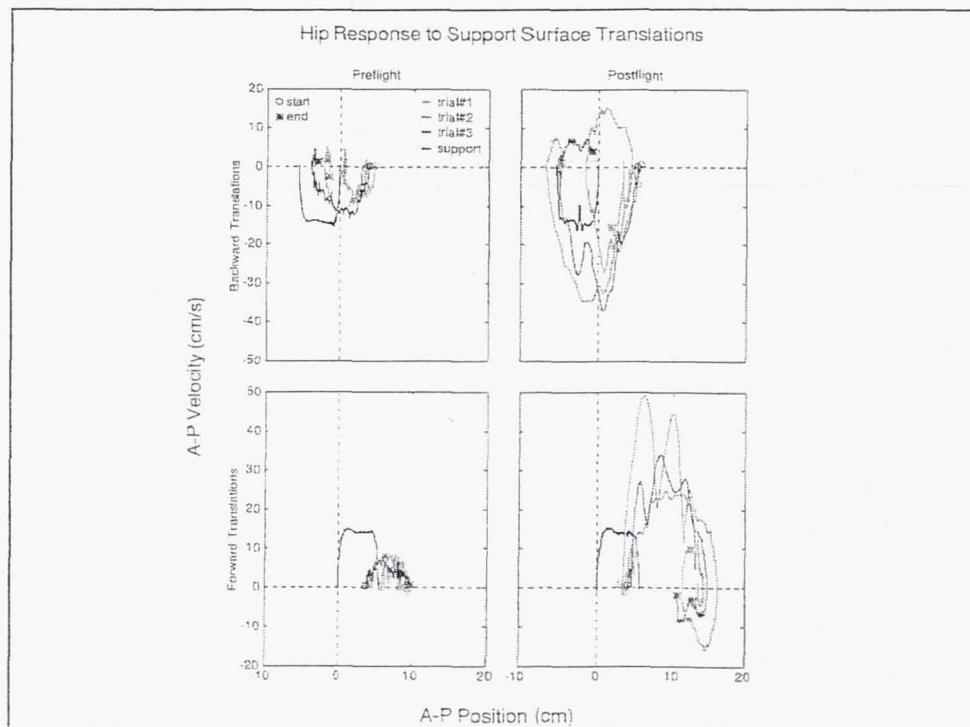 Hip Response to Support Surface Translations
Preflight
Postflight
20
10
0
-10
-20
-30
-40
-50
start
end
trial#1
trial#2
trial#3
support
Backward Translations
A-P Velocity (cm/s)
50
40
30
20
10
0
-10
-20
Forward Translations
-10
0
10
20
-10
0
10
20
A-P Position (cm)